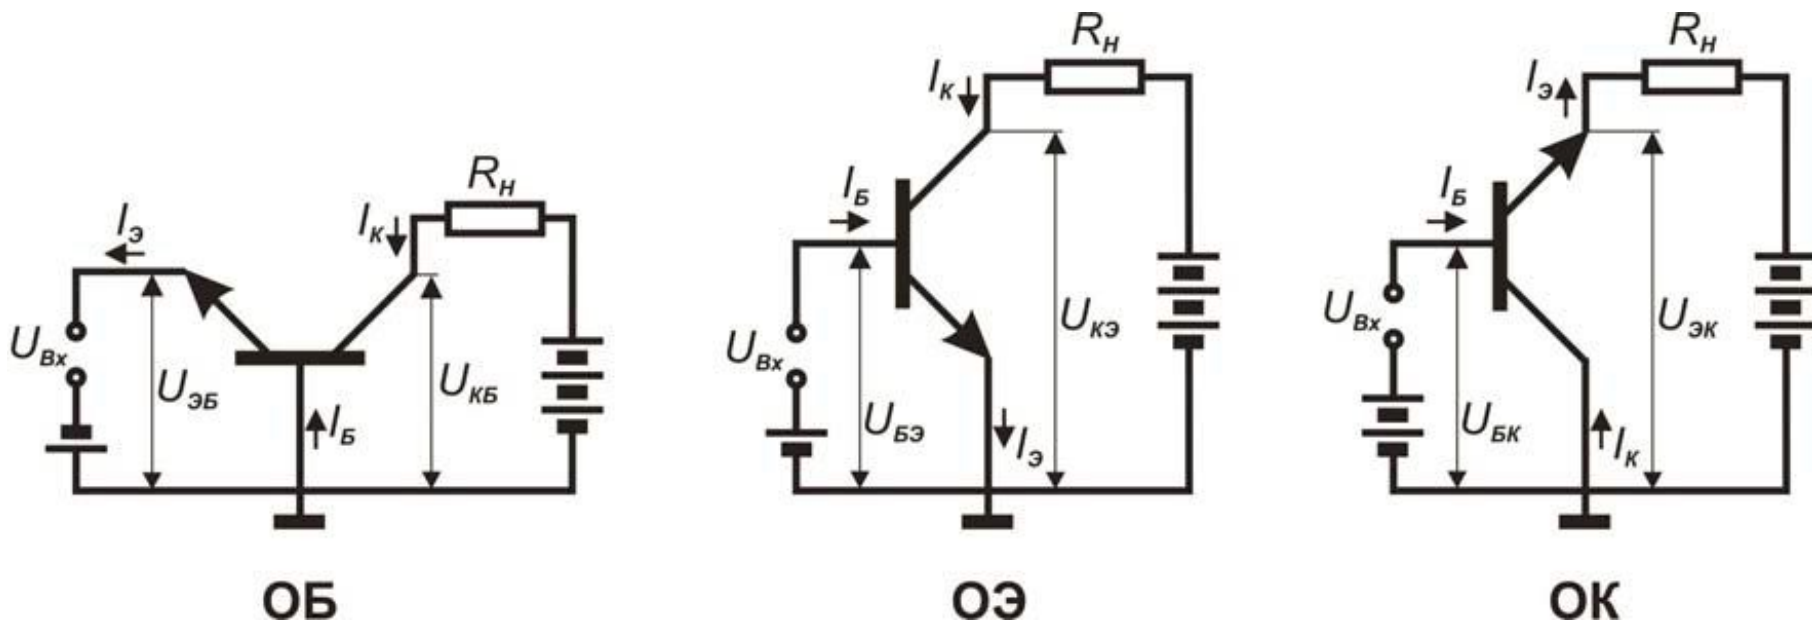 Rн
Iэ
Iк
Uвх
Uэб
Uкб
Iб
ОБ
Rн
Iк
Iб
Uвх
Uбэ
Uкэ
Iэ
ОЭ
Rн
Iэ
Iб
Uвх
Uбк
Uэк
Iк
ОК